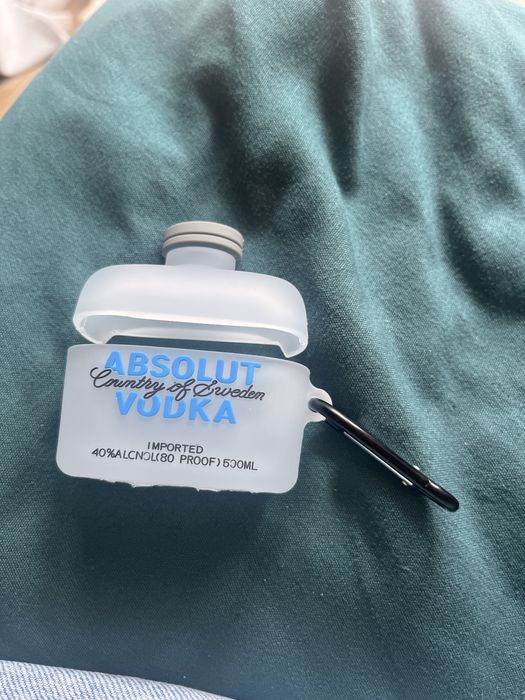 ABSOLUT
Country of Sweden
VODKA
IMPORTED
40%ALCNOL(80 PROOF) 500ML